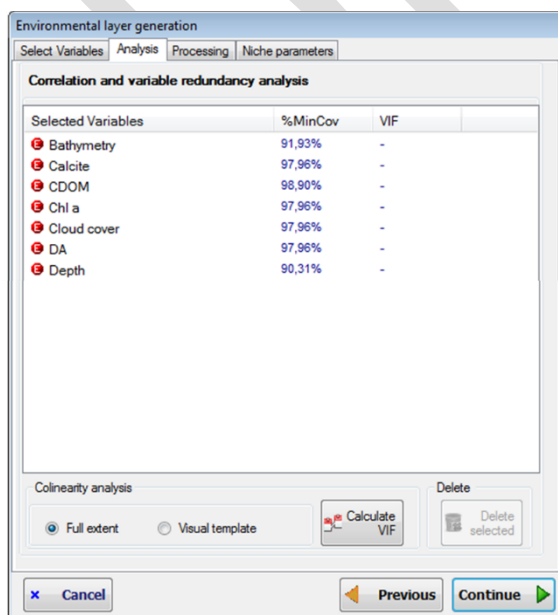 Environmental layer generation
Select Variables Analysis Processing Niche parameters
Correlation and variable redundancy analysis
Selected Variables %MinCov VIF
E Bathymetry 91,93% -
E Calcite 97,96% -
E CDOM 98,90% -
E Chl a 97,96% -
E Cloud cover 97,96% -
E DA 97,96% -
E Depth 90,31% -
Colinearity analysis Delete
Full extent Visual template Calculate VIF Delete selected
Cancel Previous Continue